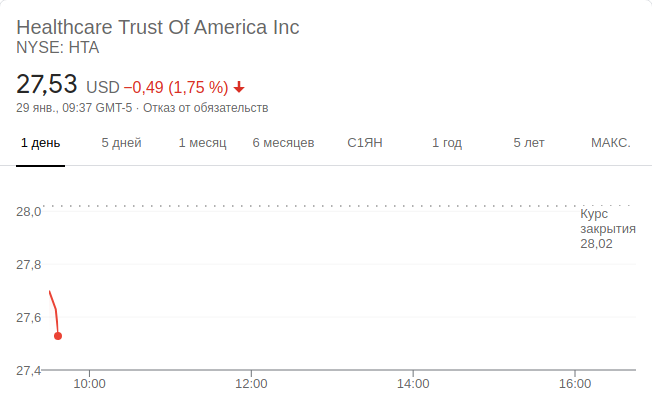 Healthcare Trust Of America Inc
NYSE: HTA
27,53 USD −0,49 (1,75 %)
29 янв., 09:37 GMT-5 · Отказ от обязательств
1 день 5 дней 1 месяц 6 месяцев С1ЯН 1 год 5 лет МАКС.
28,0
Курс
закрытия
28,02
27,8
27,6
27,4
10:00 12:00 14:00 16:00